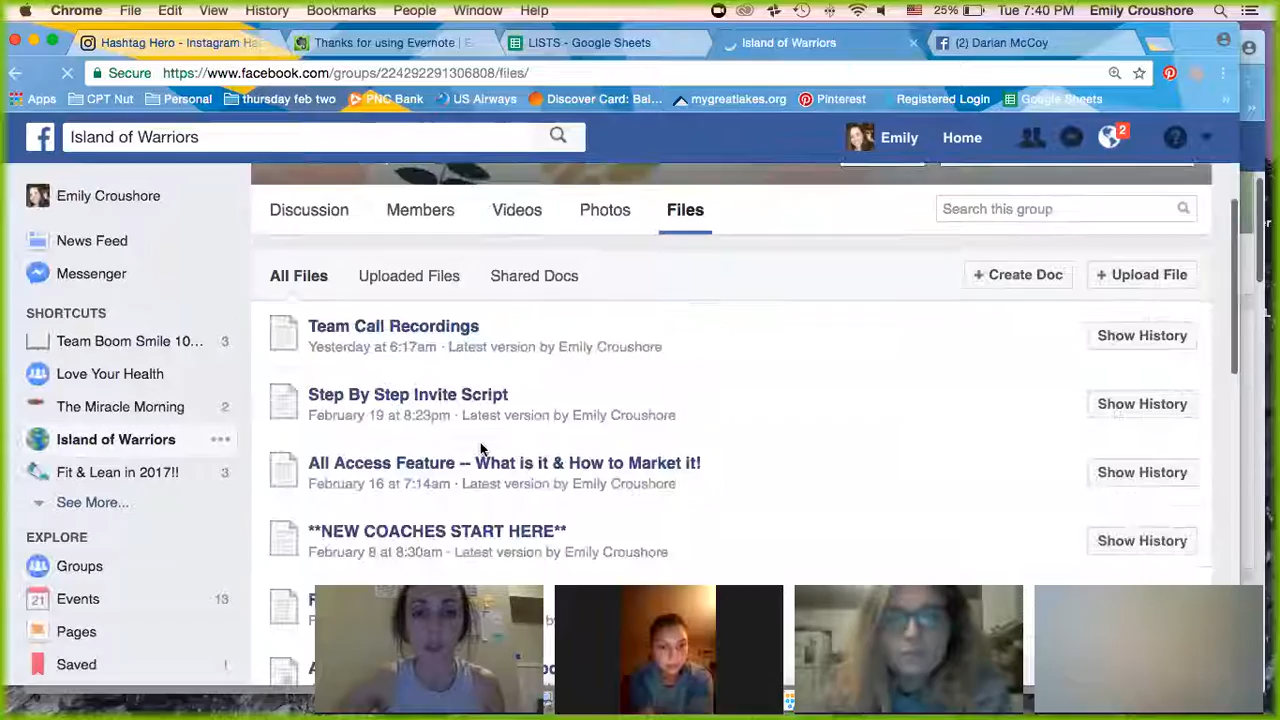 Chrome File Edit View History Bookmarks People Window Help 25% Tue 7:40 PM Emily Croushore
Hashtag Hero - Instagram Ha Thanks for using Evernote | E LISTS - Google Sheets Island of Warriors (2) Darian McCoy
Secure https://www.facebook.com/groups/224292291306808/files/
Apps CPT Nut Personal thursday feb two PNC Bank US Airways Discover Card: Bal... mygreatlakes.org Pinterest Registered Login Google Sheets
Island of Warriors Emily Home 2
Emily Croushore
News Feed
Messenger
SHORTCUTS
Team Boom Smile 10... 3
Love Your Health
The Miracle Morning 2
Island of Warriors
Fit & Lean in 2017!! 3
See More...
EXPLORE
Groups
21 Events 13
Pages
Saved 1
Discussion Members Videos Photos Files Search this group
All Files Uploaded Files Shared Docs + Create Doc + Upload File
Team Call Recordings
Yesterday at 6:17am · Latest version by Emily Croushore
Show History
Step By Step Invite Script
February 19 at 8:23pm · Latest version by Emily Croushore
Show History
All Access Feature -- What is it & How to Market it!
February 16 at 7:14am · Latest version by Emily Croushore
Show History
**NEW COACHES START HERE**
February 8 at 8:30am · Latest version by Emily Croushore
Show History